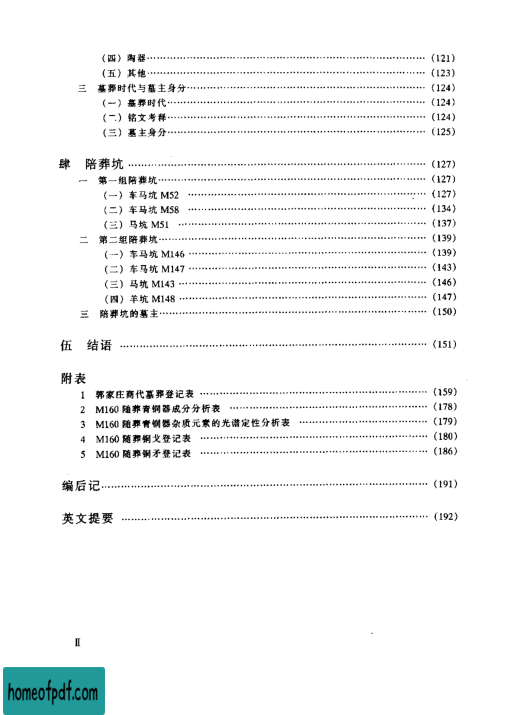 （四）陶器……（121）
（五）其他……（123）
三 墓葬时代与墓主身分……（124）
（一）墓葬时代……（124）
（二）铭文考释……（124）
（三）墓主身分……（125）
肆 陪葬坑……（127）
一 第一组陪葬坑……（127）
（一）车马坑 M52……（127）
（二）车马坑 M58……（134）
（三）马坑 M51……（137）
二 第二组陪葬坑……（139）
（一）车马坑 M146……（139）
（二）车马坑 M147……（143）
（三）马坑 M143……（146）
（四）羊坑 M148……（147）
三 陪葬坑的墓主……（150）
伍 结语……（151）
附表
1 郭家庄商代墓葬登记表……（159）
2 M160 随葬青铜器成分分析表……（178）
3 M160 随葬青铜器杂质元素的光谱定性分析表……（179）
4 M160 随葬铜戈登记表……（180）
5 M160 随葬铜矛登记表……（186）
编后记……（191）
英文提要……（192）
Ⅱ
homeofpdf.com